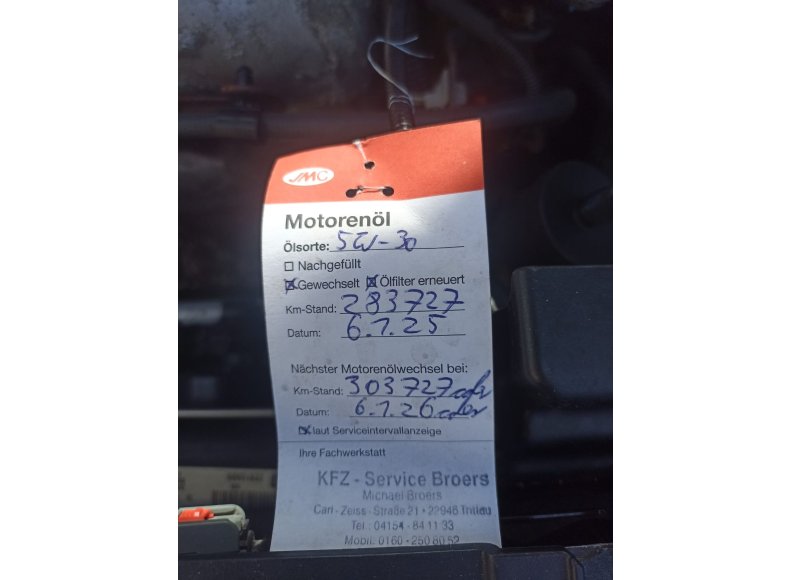 JMC
Motorenöl
Ölsorte: 5W-30
Nachgefüllt
Gewechselt Ölfilter erneuert
Km-Stand: 283727
Datum: 6.1.25
Nächster Motorenölwechsel bei:
Km-Stand: 303727 oder
Datum: 6.1.26 oder
laut Serviceintervallanzeige
Ihre Fachwerkstatt
KFZ - Service Broers
Michael Broers
Carl - Zeiss - Straße 21 • 22946 Trittau
Tel.: 04154 - 84 11 33
Mobil: 0160 - 250 80 52